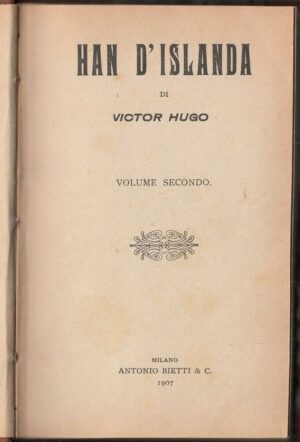 HAN D'ISLANDA
DI
VICTOR HUGO
VOLUME SECONDO.
MILANO
ANTONIO BIETTI & C.
1907